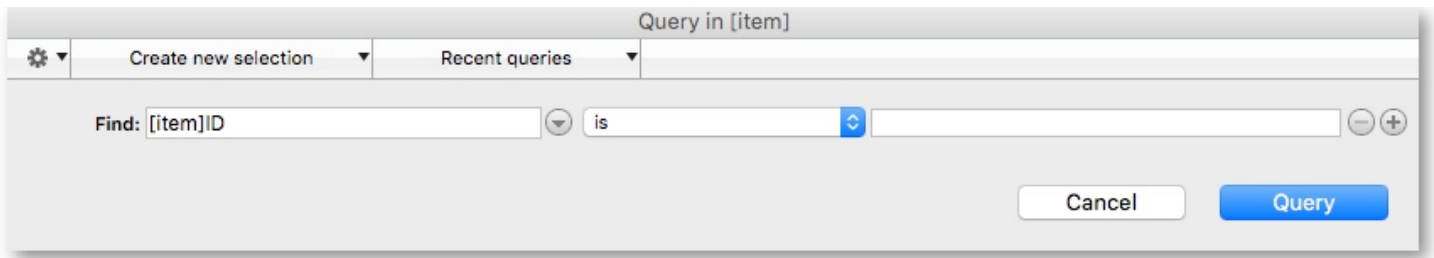 Query in [item]
Create new selection Recent queries
Find: [item]ID is
Cancel Query